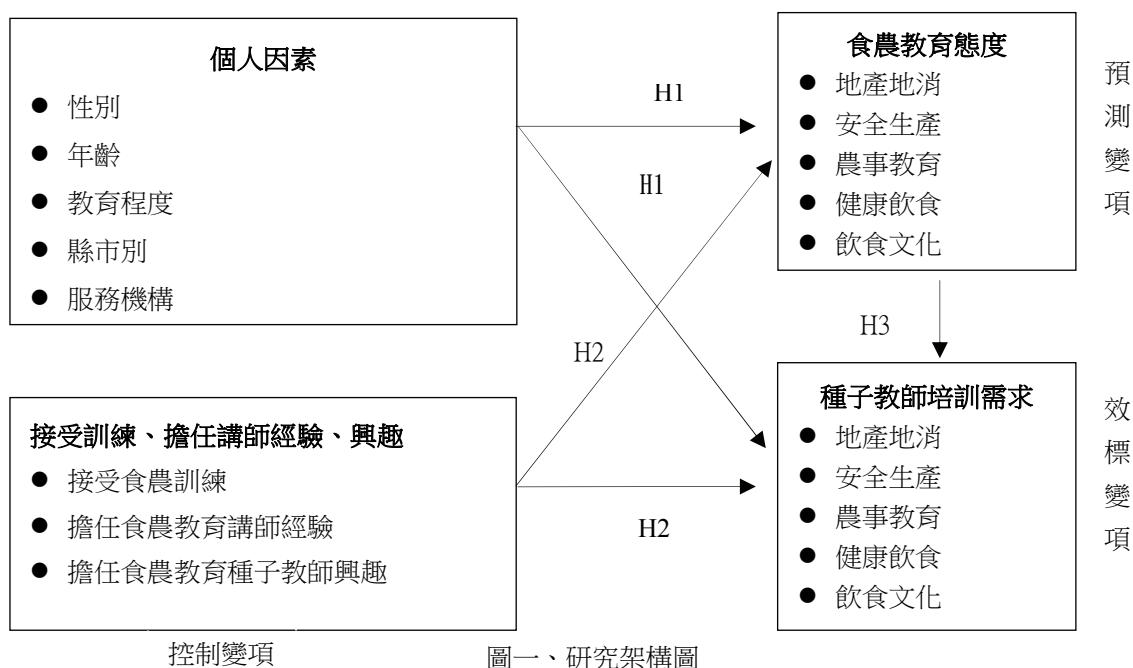 個人因素
● 性別
● 年齡
● 教育程度
● 縣市別
● 服務機構
H1
H1
H2
H2
食農教育態度
● 地產地消
● 安全生產
● 農事教育
● 健康飲食
● 飲食文化
預測變項
H3
接受訓練、擔任講師經驗、興趣
● 接受食農訓練
● 擔任食農教育講師經驗
● 擔任食農教育種子教師興趣
種子教師培訓需求
● 地產地消
● 安全生產
● 農事教育
● 健康飲食
● 飲食文化
效標變項
控制變項
圖一、研究架構圖